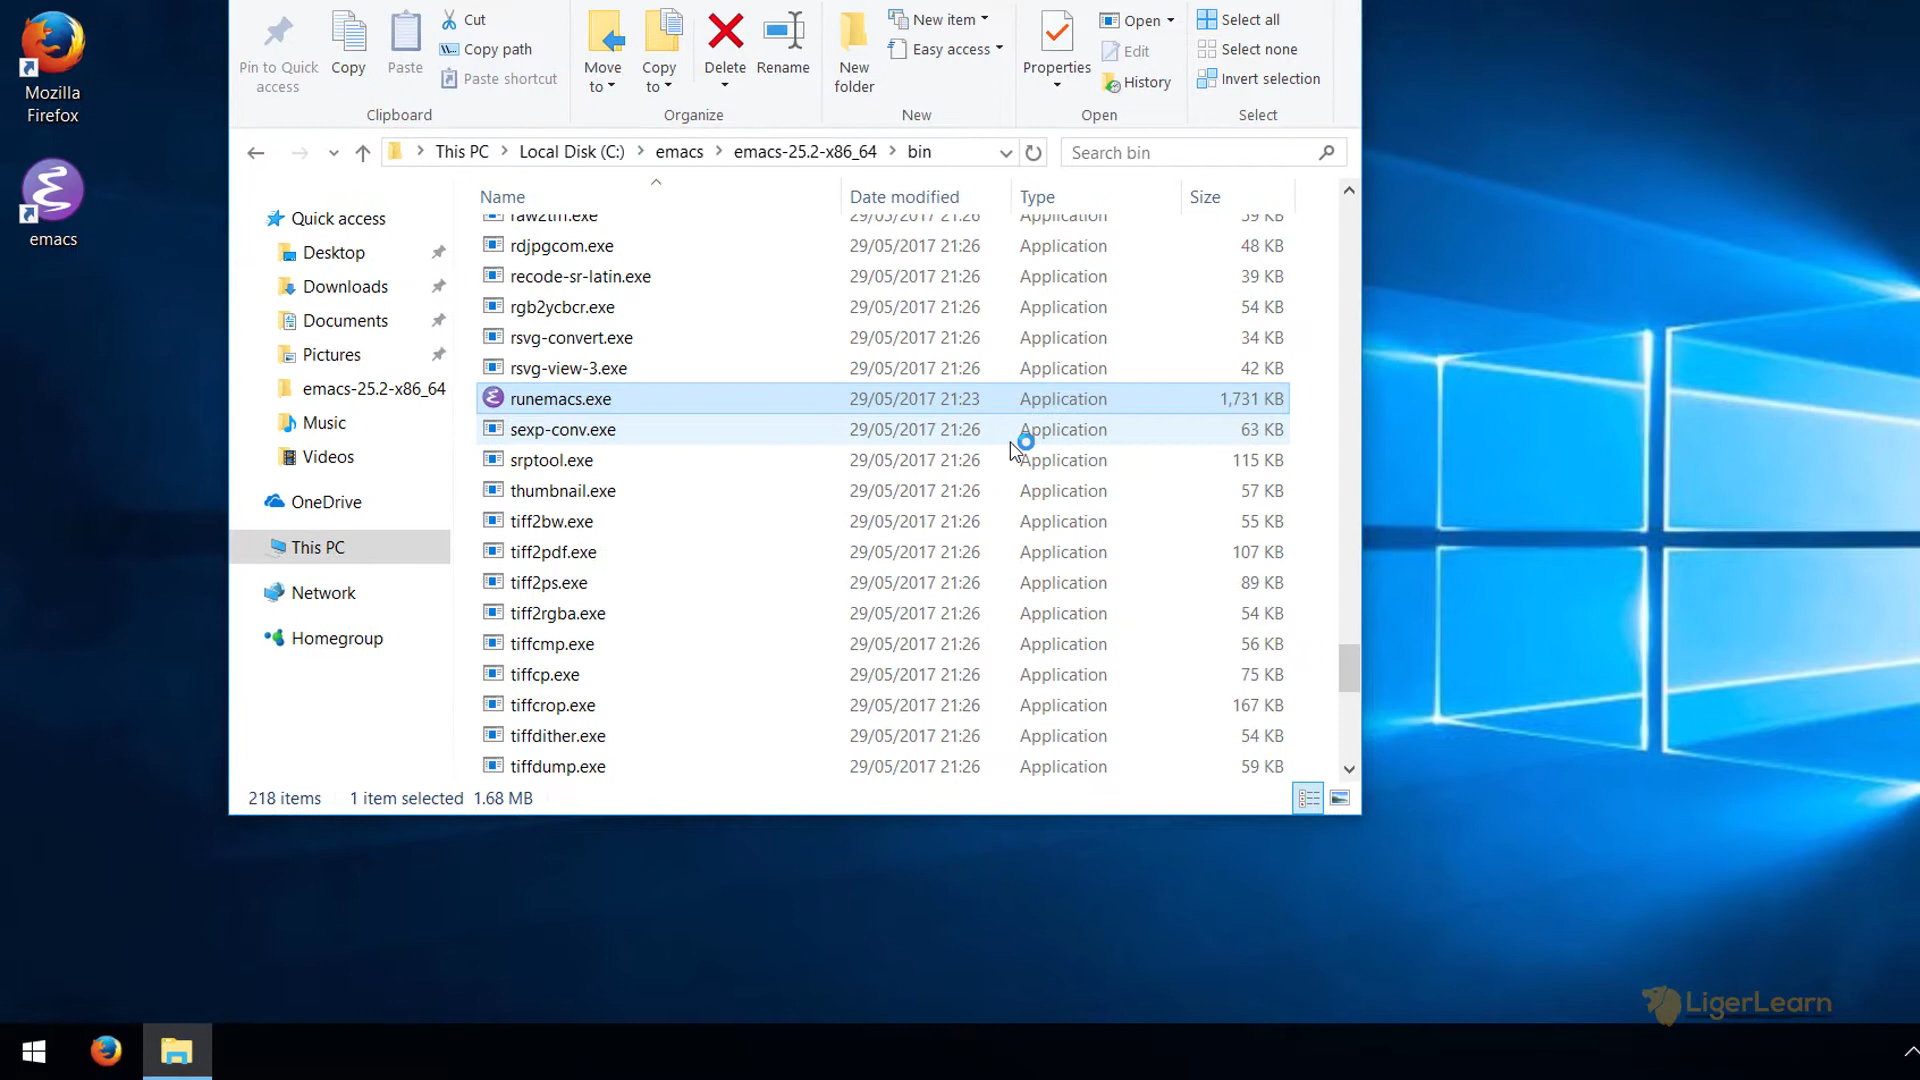 Mozilla
Firefox
emacs
Pin to Quick
access
Copy
Paste
Cut
Copy path
Paste shortcut
Clipboard
Move
to
Copy
to
Delete
Rename
Organize
New
folder
New item
Easy access
New
Properties
Open
Edit
History
Open
Select all
Select none
Invert selection
Select
This PC Local Disk (C:) emacs emacs-25.2-x86_64 bin
Search bin
Quick access
Desktop
Downloads
Documents
Pictures
emacs-25.2-x86_64
Music
Videos
OneDrive
This PC
Network
Homegroup
Name Date modified Type Size
raw2tiff.exe 29/05/2017 21:26 Application 59 KB
rdjpgcom.exe 29/05/2017 21:26 Application 48 KB
recode-sr-latin.exe 29/05/2017 21:26 Application 39 KB
rgb2ycbcr.exe 29/05/2017 21:26 Application 54 KB
rsvg-convert.exe 29/05/2017 21:26 Application 34 KB
rsvg-view-3.exe 29/05/2017 21:26 Application 42 KB
runemacs.exe 29/05/2017 21:23 Application 1,731 KB
sexp-conv.exe 29/05/2017 21:26 Application 63 KB
srptool.exe 29/05/2017 21:26 Application 115 KB
thumbnail.exe 29/05/2017 21:26 Application 57 KB
tiff2bw.exe 29/05/2017 21:26 Application 55 KB
tiff2pdf.exe 29/05/2017 21:26 Application 107 KB
tiff2ps.exe 29/05/2017 21:26 Application 89 KB
tiff2rgba.exe 29/05/2017 21:26 Application 54 KB
tiffcmp.exe 29/05/2017 21:26 Application 56 KB
tiffcp.exe 29/05/2017 21:26 Application 75 KB
tiffcrop.exe 29/05/2017 21:26 Application 167 KB
tiffdither.exe 29/05/2017 21:26 Application 54 KB
tiffdump.exe 29/05/2017 21:26 Application 59 KB
218 items 1 item selected 1.68 MB
LigerLearn